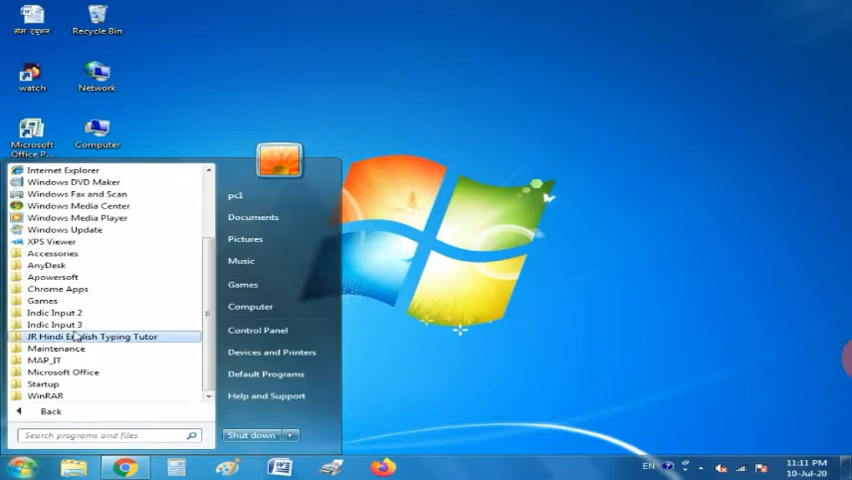 होम ट्यूशन
Recycle Bin
watch
Network
Microsoft
Office P...
Computer
Internet Explorer
Windows DVD Maker
Windows Fax and Scan
Windows Media Center
Windows Media Player
Windows Update
XPS Viewer
Accessories
AnyDesk
Apowersoft
Chrome Apps
Games
Indic Input 2
Indic Input 3
JR Hindi English Typing Tutor
Maintenance
MAP_IT
Microsoft Office
Startup
WinRAR
Back
Search programs and files
pc1
Documents
Pictures
Music
Games
Computer
Control Panel
Devices and Printers
Default Programs
Help and Support
Shut down
EN
11:11 PM
10-Jul-20